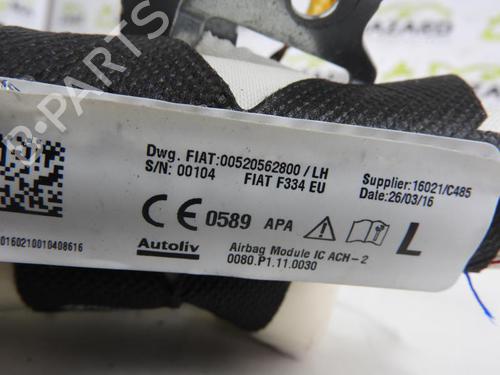 Dwg. FIAT:00520562800/LH
S/N: 00104 FIAT F334 EU
Supplier:16021/C485
Date:26/03/16
CE 0589 APA
L
Autoliv
Airbag Module IC ACH-2
0080.P1.11.0030
0160210010408616
B-PARTS